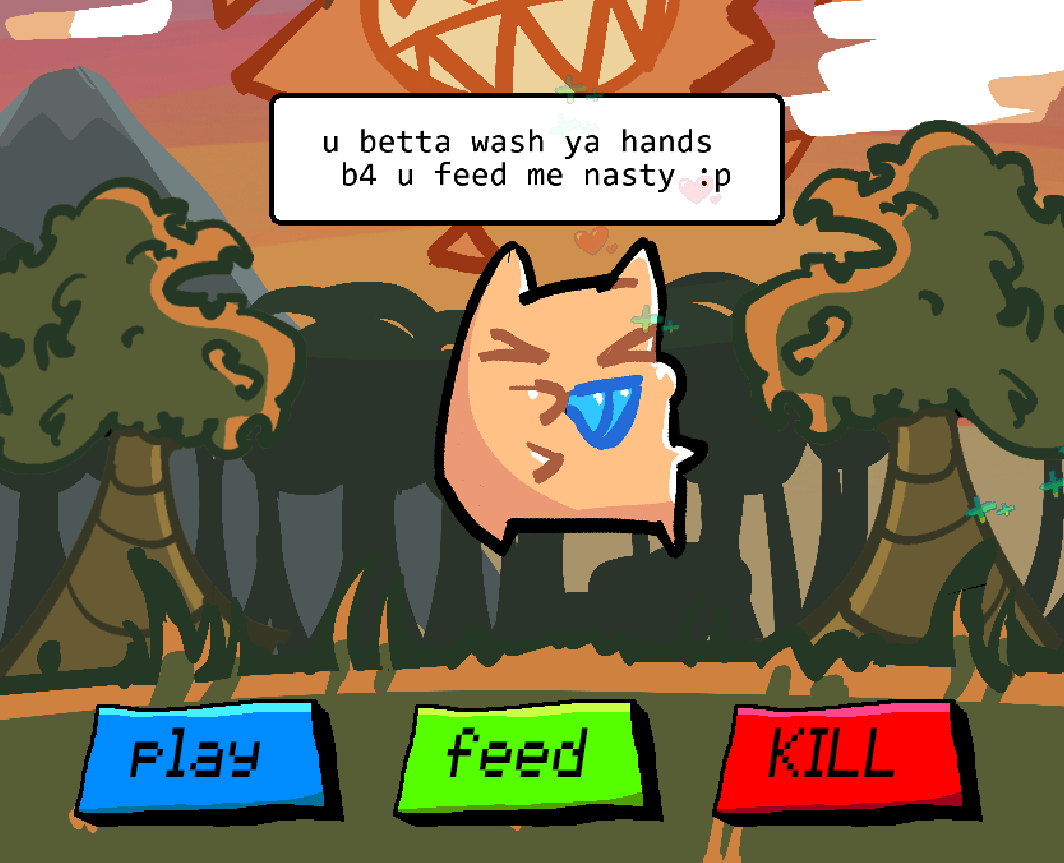 u betta wash ya hands
b4 u feed me nasty :p
play
feed
KILL